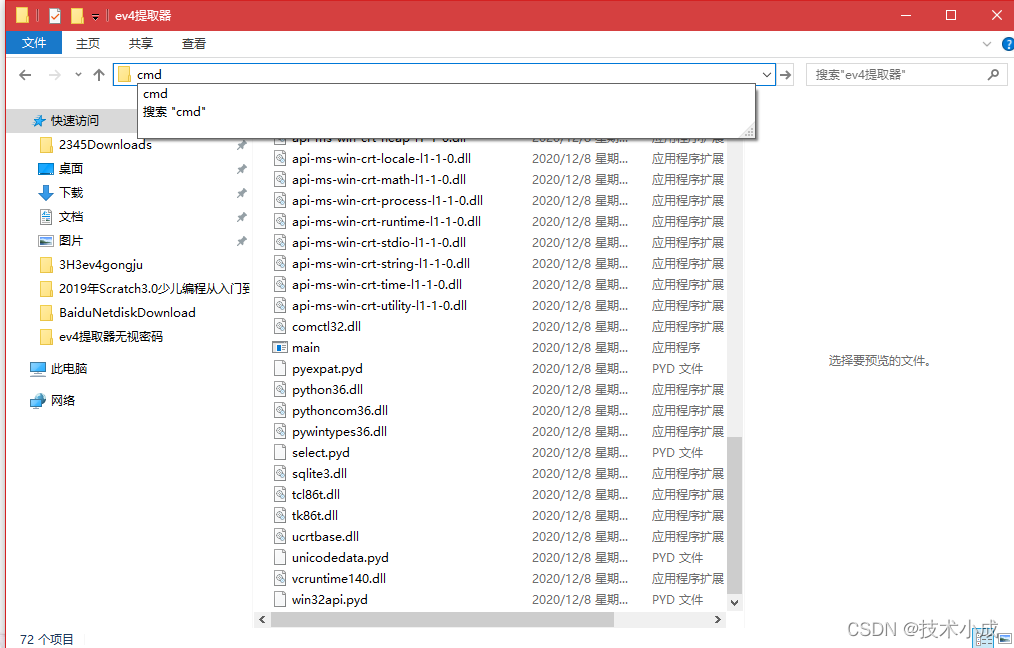 ev4提取器
文件 主页 共享 查看
cmd
搜索"ev4提取器"
cmd
搜索 "cmd"
快速访问
2345Downloads
桌面
下载
文档
图片
3H3ev4gongju
2019年Scratch3.0少儿编程从入门到
BaiduNetdiskDownload
ev4提取器无视密码
此电脑
网络
api-ms-win-crt-heap-l1-1-0.dll 2020/12/8 星期... 应用程序扩展
api-ms-win-crt-locale-l1-1-0.dll 2020/12/8 星期... 应用程序扩展
api-ms-win-crt-math-l1-1-0.dll 2020/12/8 星期... 应用程序扩展
api-ms-win-crt-process-l1-1-0.dll 2020/12/8 星期... 应用程序扩展
api-ms-win-crt-runtime-l1-1-0.dll 2020/12/8 星期... 应用程序扩展
api-ms-win-crt-stdio-l1-1-0.dll 2020/12/8 星期... 应用程序扩展
api-ms-win-crt-string-l1-1-0.dll 2020/12/8 星期... 应用程序扩展
api-ms-win-crt-time-l1-1-0.dll 2020/12/8 星期... 应用程序扩展
api-ms-win-crt-utility-l1-1-0.dll 2020/12/8 星期... 应用程序扩展
comctl32.dll 2020/12/8 星期... 应用程序扩展
main 2020/12/8 星期... 应用程序
pyexpat.pyd 2020/12/8 星期... PYD 文件
python36.dll 2020/12/8 星期... 应用程序扩展
pythoncom36.dll 2020/12/8 星期... 应用程序扩展
pywintypes36.dll 2020/12/8 星期... 应用程序扩展
select.pyd 2020/12/8 星期... PYD 文件
sqlite3.dll 2020/12/8 星期... 应用程序扩展
tcl86t.dll 2020/12/8 星期... 应用程序扩展
tk86t.dll 2020/12/8 星期... 应用程序扩展
ucrtbase.dll 2020/12/8 星期... 应用程序扩展
unicodedata.pyd 2020/12/8 星期... PYD 文件
vcruntime140.dll 2020/12/8 星期... 应用程序扩展
win32api.pyd 2020/12/8 星期... PYD 文件
选择要预览的文件。
72 个项目
CSDN @技术小成